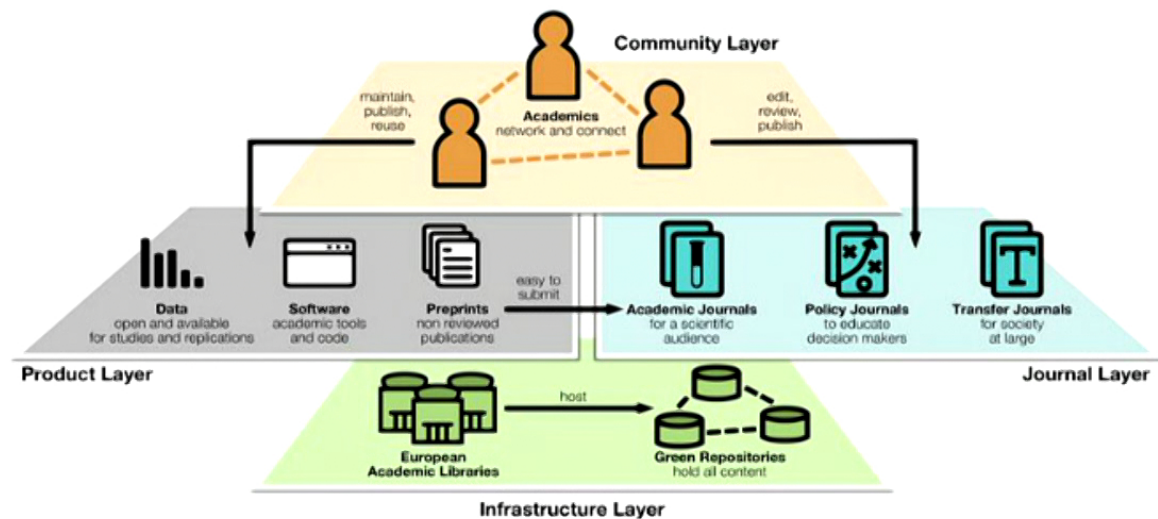 Community Layer
maintain,
publish,
reuse
Academics
network and connect
edit,
review,
publish
Data
open and available
for studies and replications
Software
academic tools
and code
Preprints
non reviewed
publications
easy to
submit
Academic Journals
for a scientific
audience
Policy Journals
to educate
decision makers
Transfer Journals
for society
at large
T
Product Layer
Journal Layer
European
Academic Libraries
host
Green Repositories
hold all content
Infrastructure Layer